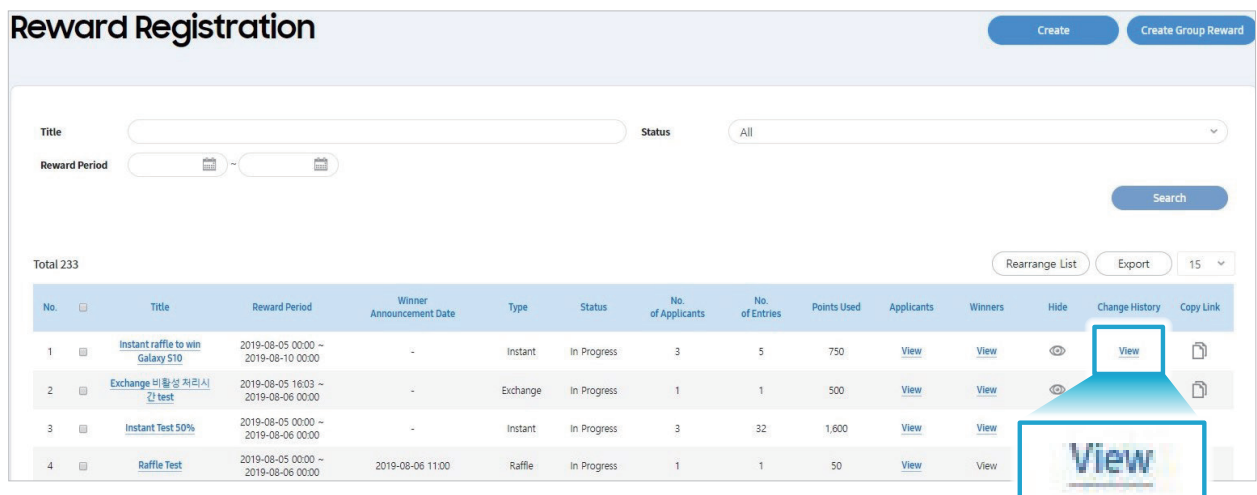 Reward Registration
Create
Create Group Reward
Title
Status
All
Reward Period
~
Search
Total 233
Rearrange List
Export
15
No. Title Reward Period Winner Announcement Date Type Status No. of Applicants No. of Entries Points Used Applicants Winners Hide Change History Copy Link
1 Instant raffle to win Galaxy S10 2019-08-05 00:00 ~ 2019-08-10 00:00 - Instant In Progress 3 5 750 View View View
2 Exchange 비활성 처리시간 test 2019-08-05 16:03 ~ 2019-08-06 00:00 - Exchange In Progress 1 1 500 View View
3 Instant Test 50% 2019-08-05 00:00 ~ 2019-08-06 00:00 - Instant In Progress 3 32 1,600 View View
4 Raffle Test 2019-08-05 00:00 ~ 2019-08-06 00:00 2019-08-06 11:00 Raffle In Progress 1 1 50 View View
View